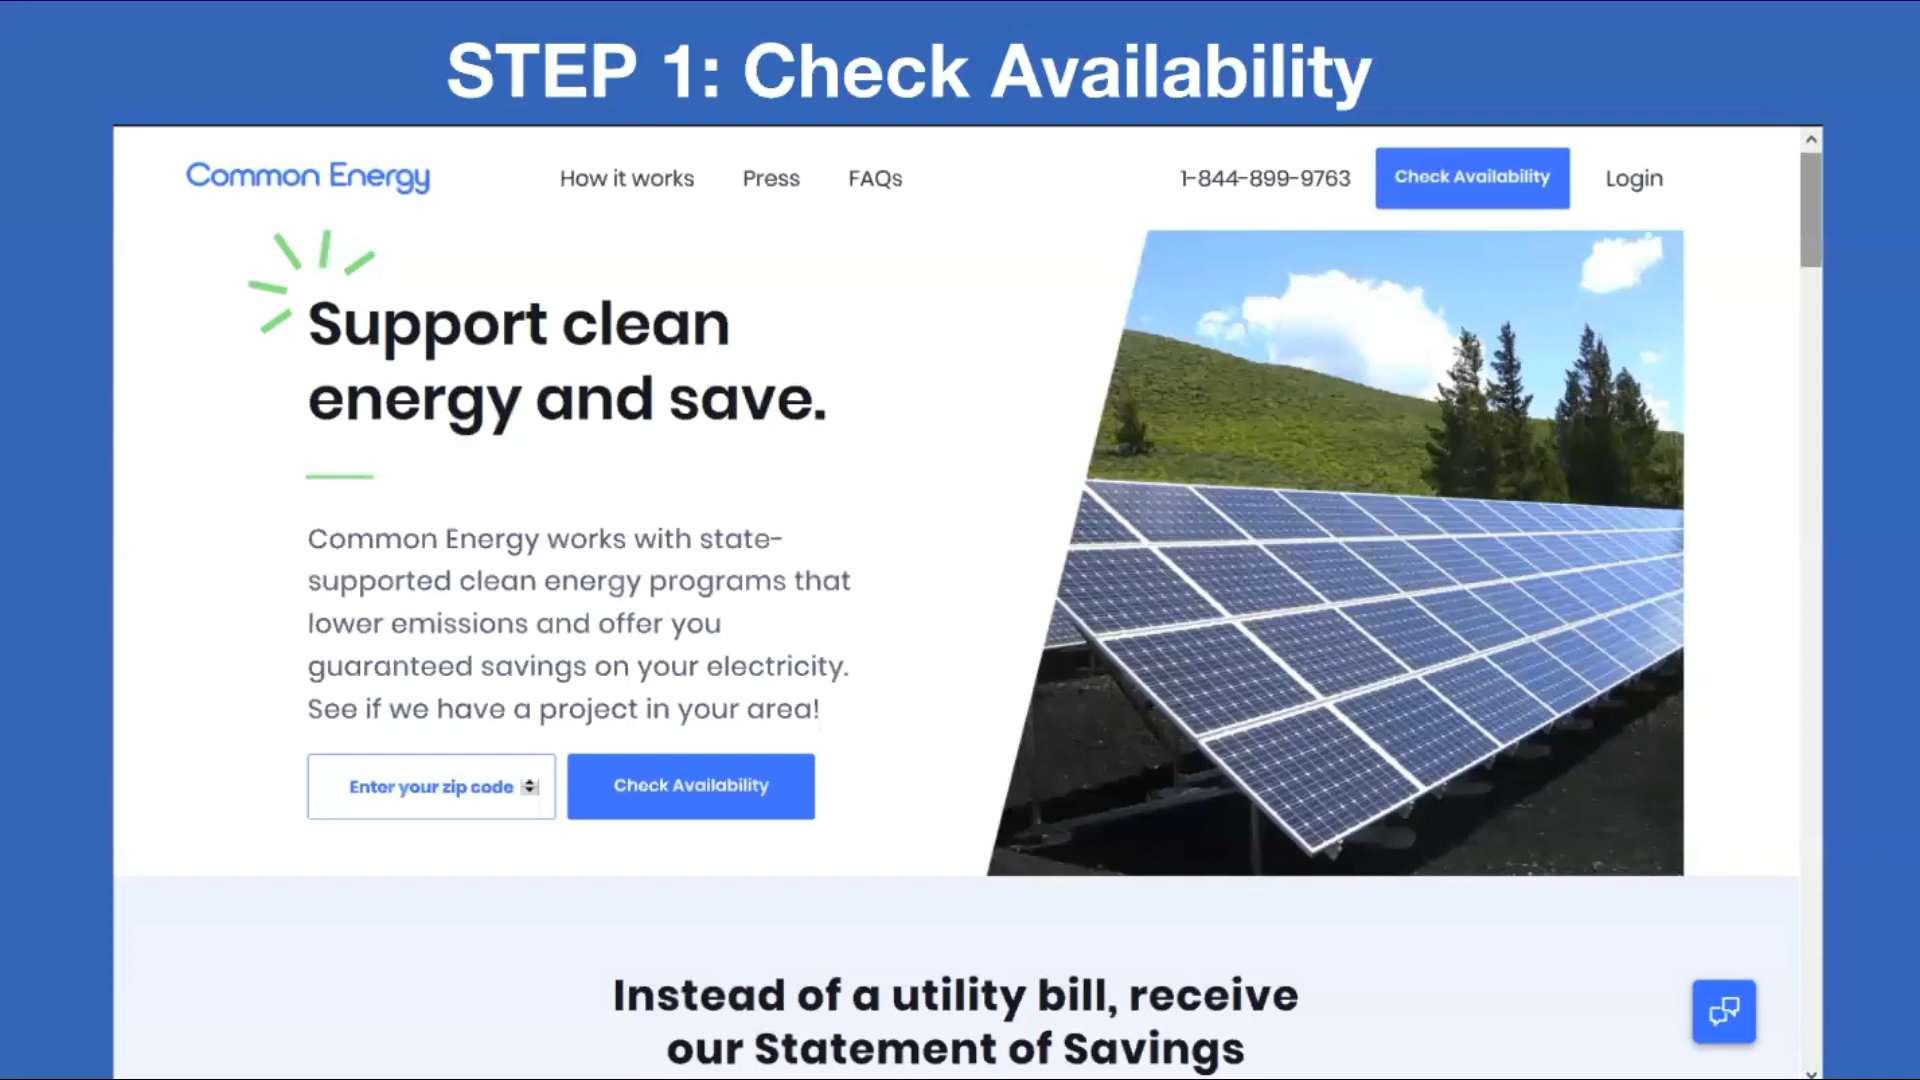 STEP 1: Check Availability
Common Energy
How it works
Press
FAQs
1-844-899-9763
Check Availability
Login
Support clean
energy and save.
Common Energy works with state-
supported clean energy programs that
lower emissions and offer you
guaranteed savings on your electricity.
See if we have a project in your area!
Enter your zip code
Check Availability
Instead of a utility bill, receive
our Statement of Savings